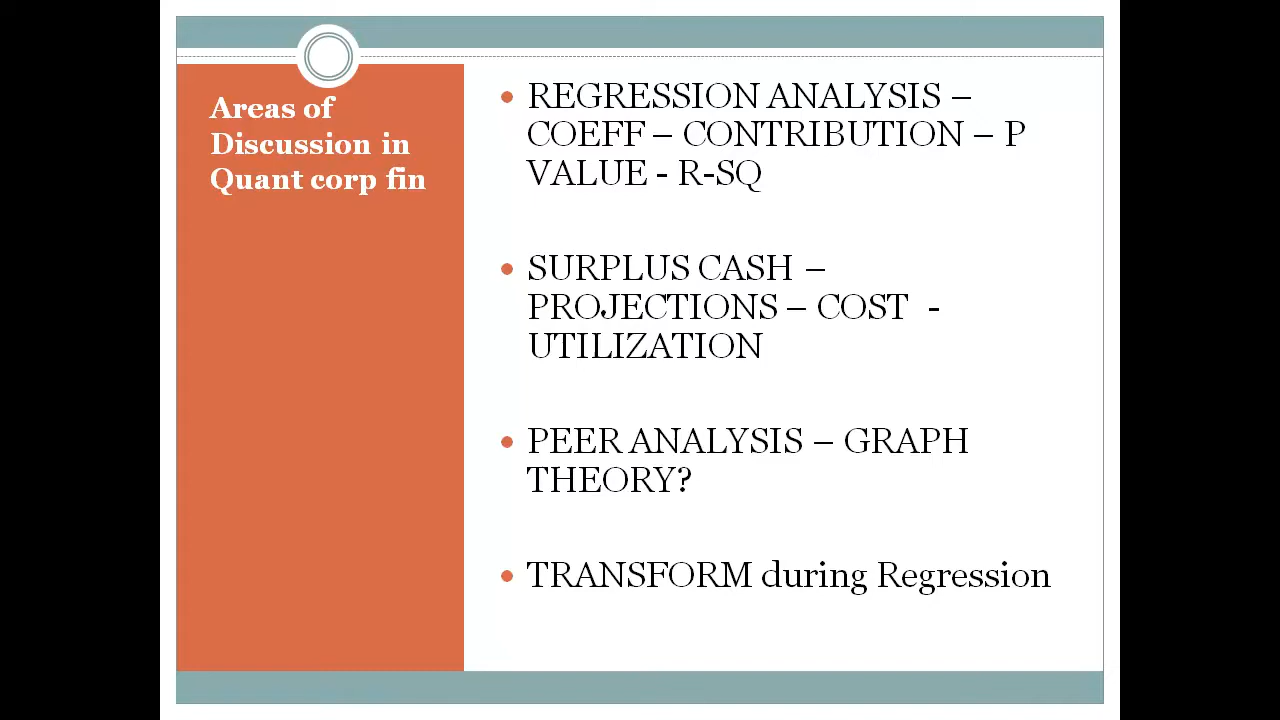 Areas of
Discussion in
Quant corp fin
REGRESSION ANALYSIS –
COEFF – CONTRIBUTION – P
VALUE - R-SQ
SURPLUS CASH –
PROJECTIONS – COST  -
UTILIZATION
PEER ANALYSIS – GRAPH
THEORY?
TRANSFORM during Regression